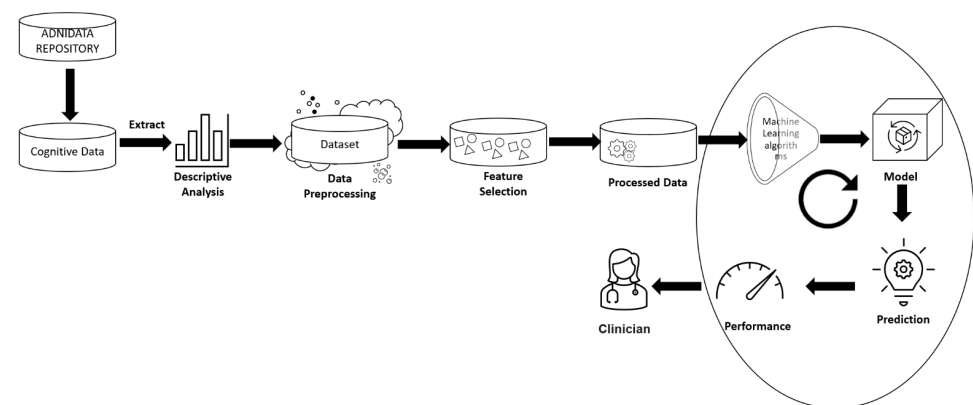 ADNIDATA
REPOSITORY
Cognitive Data
Extract
Descriptive
Analysis
Dataset
Data
Preprocessing
Feature
Selection
Processed Data
Machine
Learning
algorith
ms
Model
Prediction
Performance
Clinician